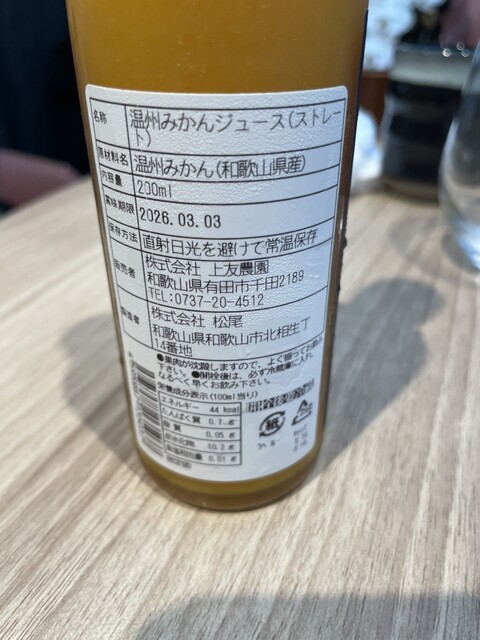 名称 温州みかんジュース(ストレー
ト)
原材料名 温州みかん(和歌山県産)
内容量 200ml
賞味期限 2026.03.03
保存方法 直射日光を避けて常温保存
販売者 株式会社 上友農園
和歌山県有田市千田2189
TEL:0737-20-4512
製造者 株式会社 松尾
和歌山県和歌山市北相生丁
14番地
●果肉が沈殿しますので、よく振ってお飲み
下さい。●開栓後は、必ず冷蔵庫に入れ、
なるべく早くお飲み下さい。
栄養成分表示(100ml当り)
エネルギー 44 kcal
たんぱく質 0.7 g
脂質 0.05 g
炭水化物 10.2 g
食塩相当量 0.01 g
紙
ラベル